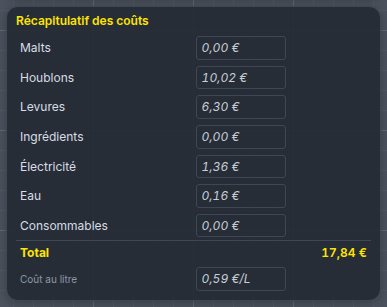 Récapitulatif des coûts
Malts 0,00 €
Houblons 10,02 €
Levures 6,30 €
Ingrédients 0,00 €
Électricité 1,36 €
Eau 0,16 €
Consommables 0,00 €
Total 17,84 €
Coût au litre 0,59 €/L